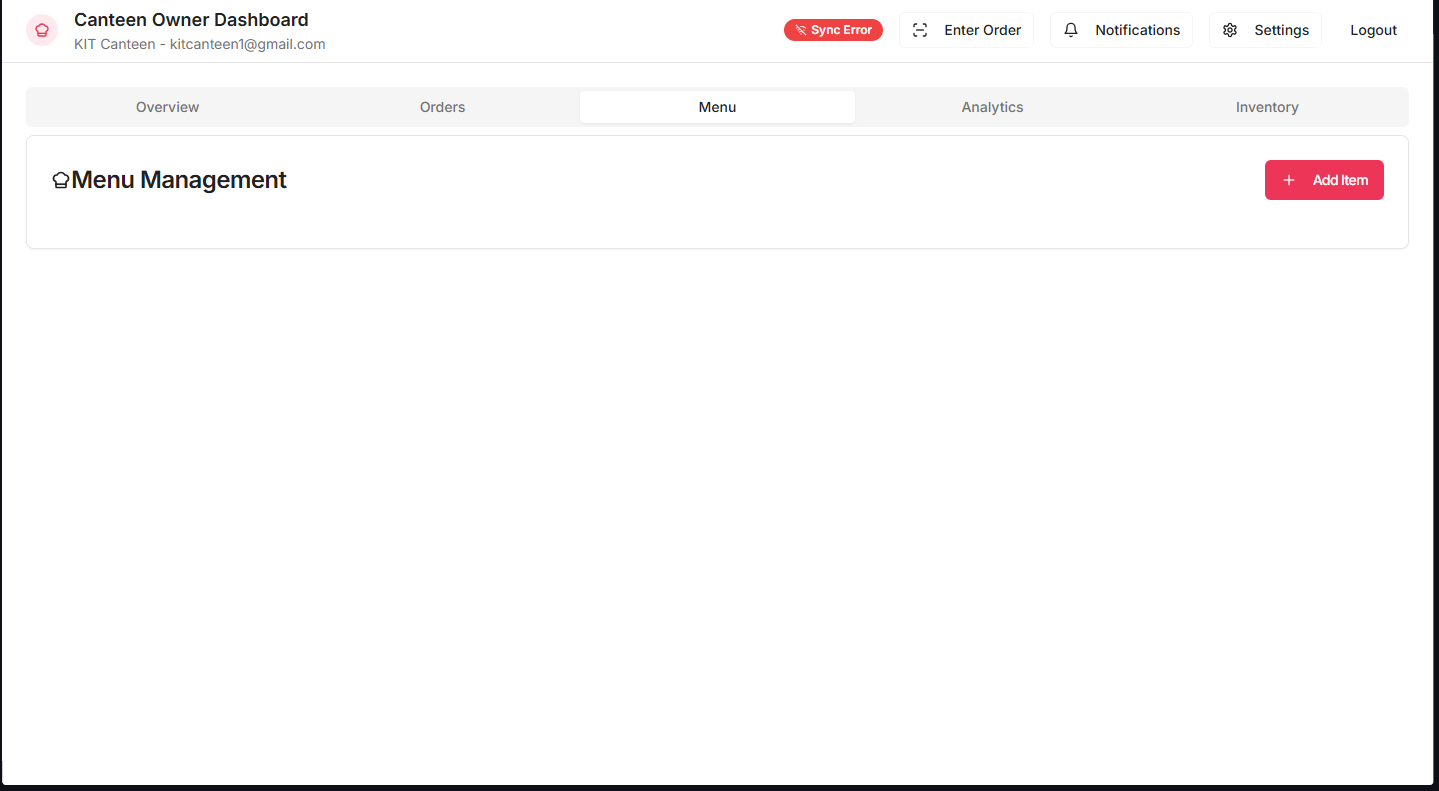 Canteen Owner Dashboard
KIT Canteen - kitcanteen1@gmail.com
Sync Error
Enter Order
Notifications
Settings
Logout
Overview
Orders
Menu
Analytics
Inventory
Menu Management
+ Add Item